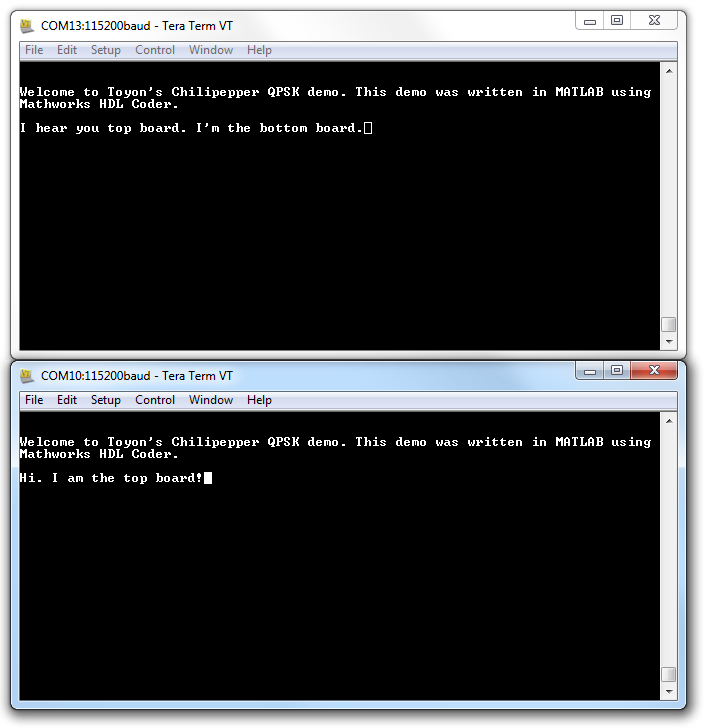 COM13:115200baud - Tera Term VT
File Edit Setup Control Window Help
Welcome to Toyon's Chilipepper QPSK demo. This demo was written in MATLAB using
Mathworks HDL Coder.
I hear you top board. I'm the bottom board.
COM10:115200baud - Tera Term VT
File Edit Setup Control Window Help
Welcome to Toyon's Chilipepper QPSK demo. This demo was written in MATLAB using
Mathworks HDL Coder.
Hi. I am the top board!